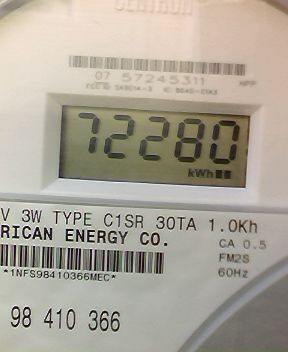 CENTRON
07 57245311
72280
kWh
V 3W TYPE C1SR 30TA 1.0Kh
RICAN ENERGY CO.
CA 0.5
FM2S
*1NFS98410366MEC*
60Hz
98 410 366